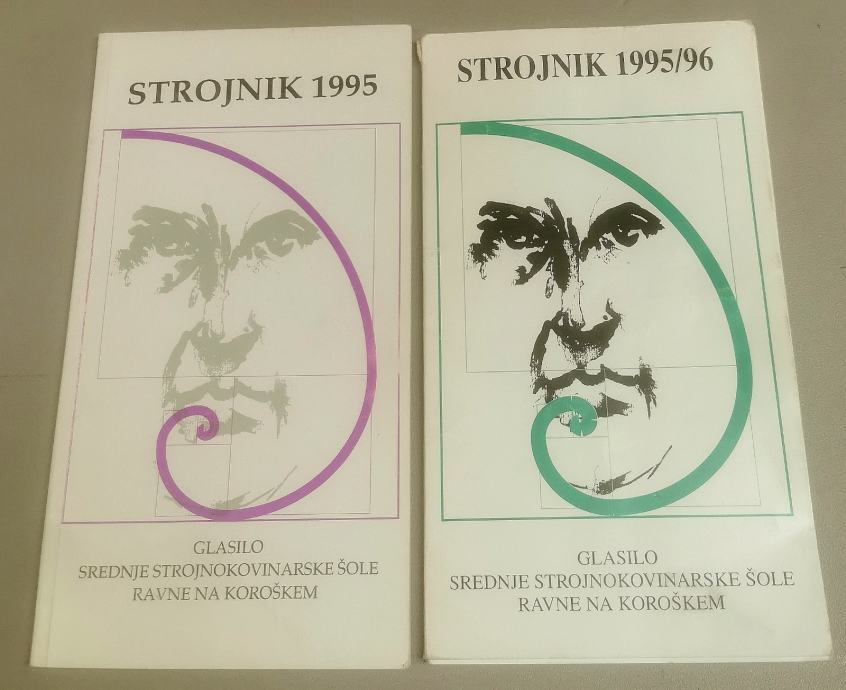 STROJNIK 1995
GLASILO
SREDNJE STROJNOKOVINARSKE ŠOLE
RAVNE NA KOROŠKEM
STROJNIK 1995/96
GLASILO
SREDNJE STROJNOKOVINARSKE ŠOLE
RAVNE NA KOROŠKEM